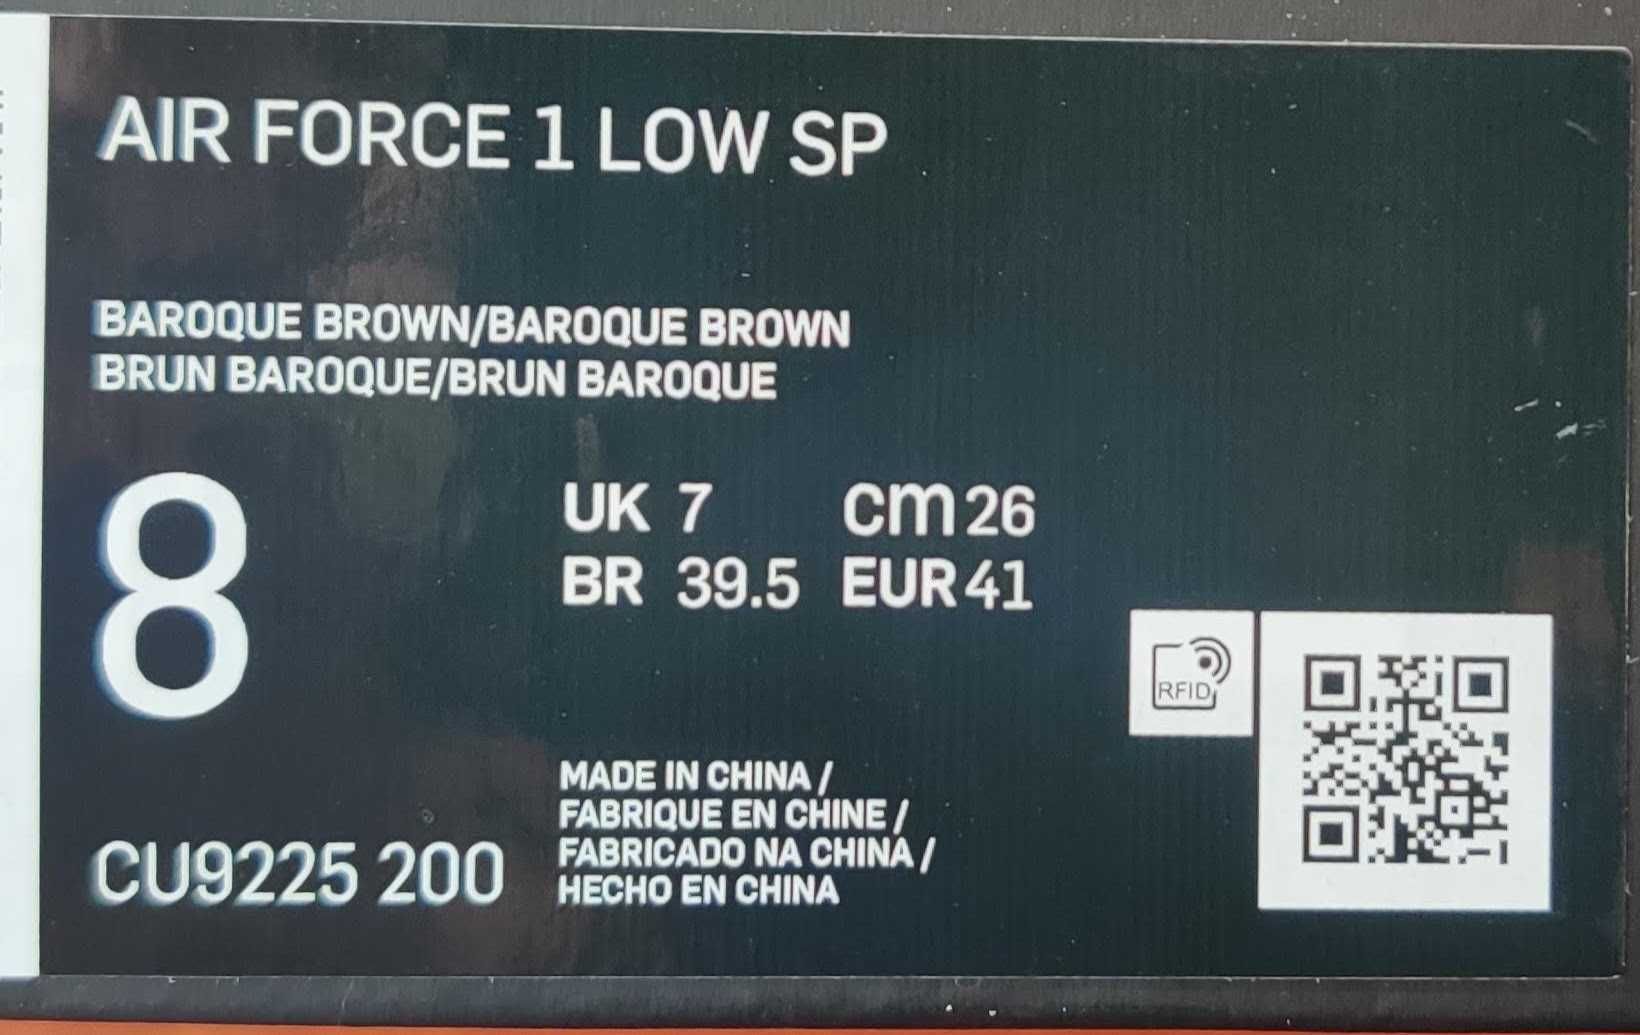 AIR FORCE 1 LOW SP
BAROQUE BROWN/BAROQUE BROWN
BRUN BAROQUE/BRUN BAROQUE
8
UK 7 cm 26
BR 39.5 EUR 41
RFID
MADE IN CHINA /
FABRIQUE EN CHINE /
FABRICADO NA CHINA /
HECHO EN CHINA
CU9225 200